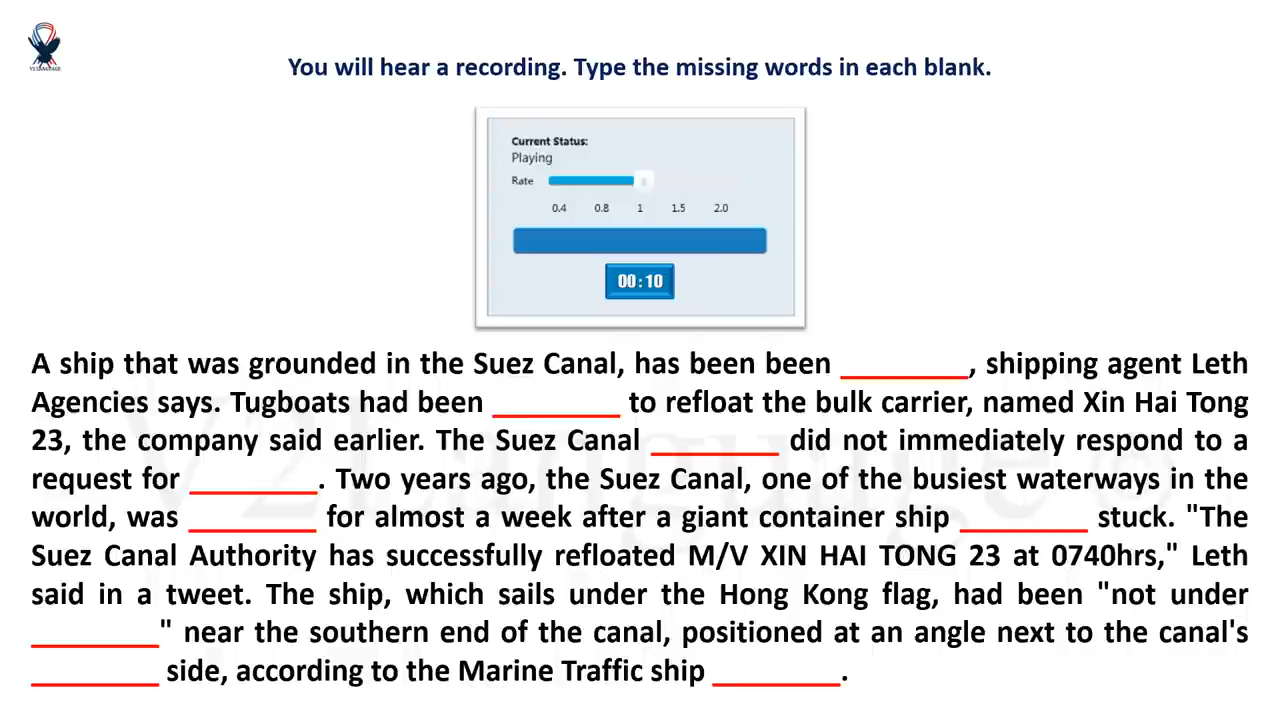 V2 LANGUAGE
You will hear a recording. Type the missing words in each blank.
Current Status:
Playing
Rate
0.4 0.8 1 1.5 2.0
00:10
A ship that was grounded in the Suez Canal, has been been ________, shipping agent Leth
Agencies says. Tugboats had been ________ to refloat the bulk carrier, named Xin Hai Tong
23, the company said earlier. The Suez Canal ________ did not immediately respond to a
request for ________. Two years ago, the Suez Canal, one of the busiest waterways in the
world, was ________ for almost a week after a giant container ship ________ stuck. "The
Suez Canal Authority has successfully refloated M/V XIN HAI TONG 23 at 0740hrs," Leth
said in a tweet. The ship, which sails under the Hong Kong flag, had been "not under
________" near the southern end of the canal, positioned at an angle next to the canal's
________ side, according to the Marine Traffic ship ________.
V2Language©